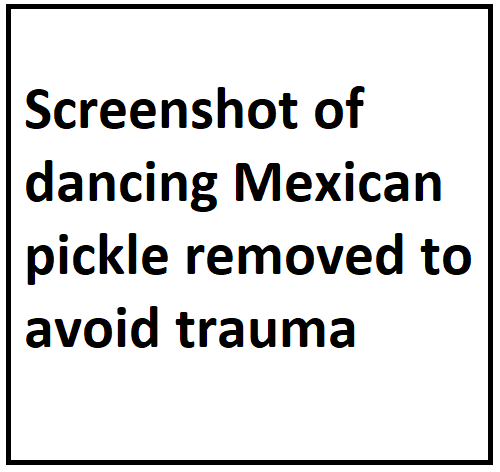 Screenshot of
dancing Mexican
pickle removed to
avoid trauma